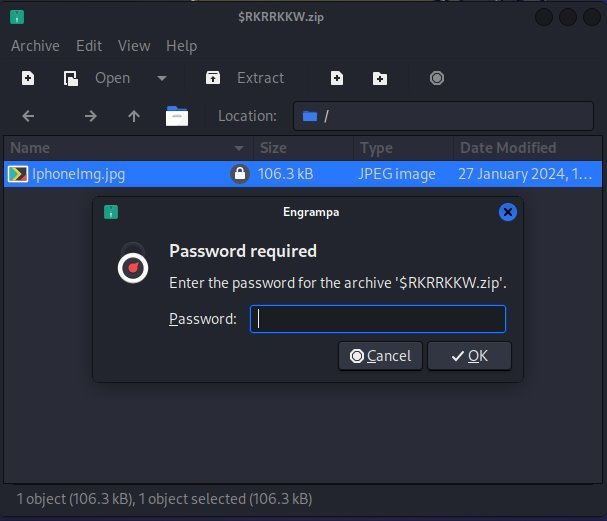 $RKRRKKW.zip
Archive Edit View Help
Open Extract
Location: /
Name Size Type Date Modified
IphoneImg.jpg 106.3 kB JPEG image 27 January 2024, 1...
Engrampa
Password required
Enter the password for the archive '$RKRRKKW.zip'.
Password:
Cancel OK
1 object (106.3 kB), 1 object selected (106.3 kB)